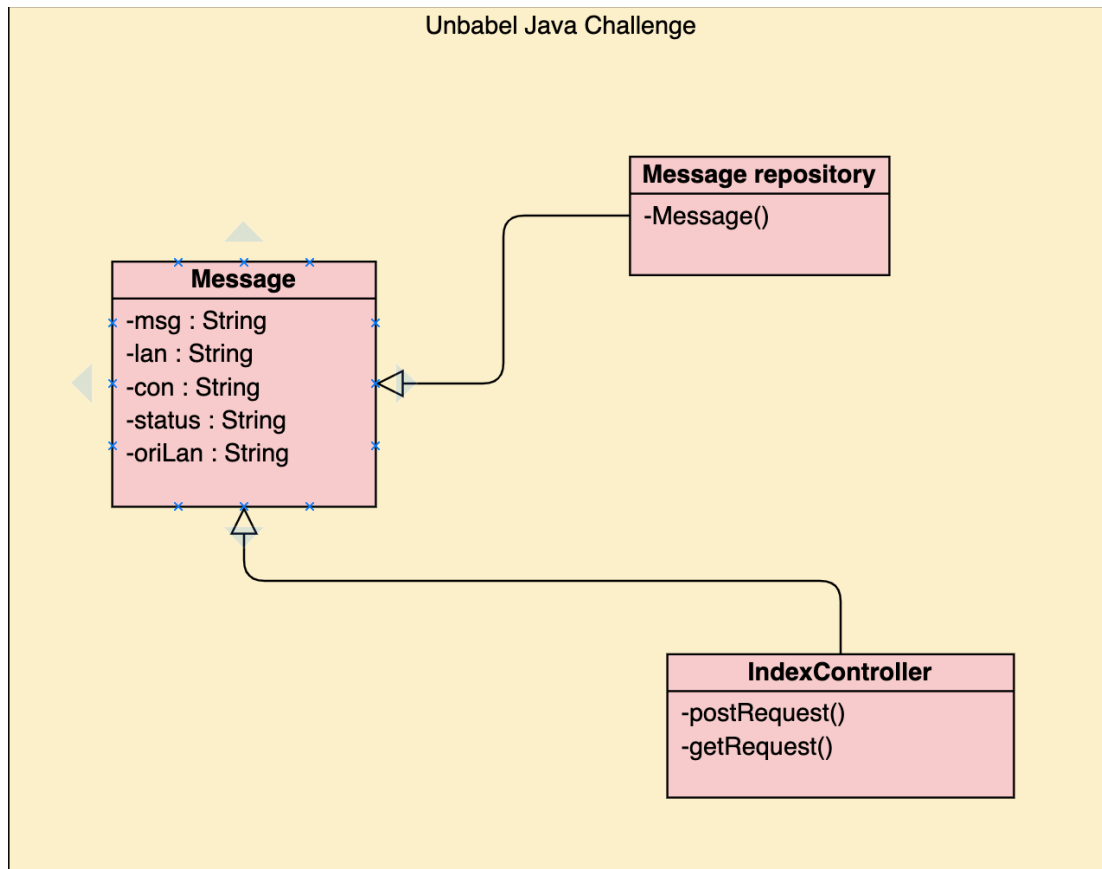 Unbabel Java Challenge
Message repository
-Message()
Message
-msg : String
-lan : String
-con : String
-status : String
-oriLan : String
IndexController
-postRequest()
-getRequest()